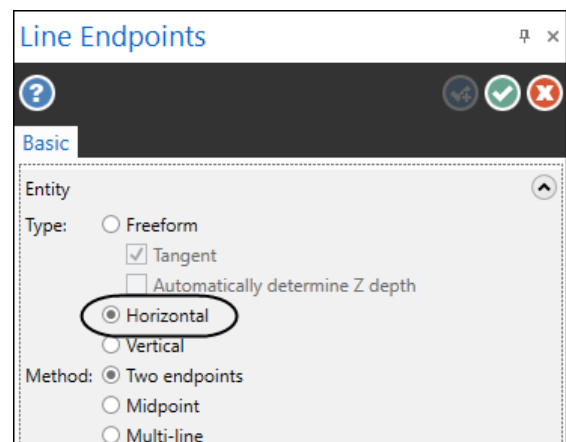 Line Endpoints
Basic
Entity
Type: Freeform
Tangent
Automatically determine Z depth
Horizontal
Vertical
Method: Two endpoints
Midpoint
Multi-line